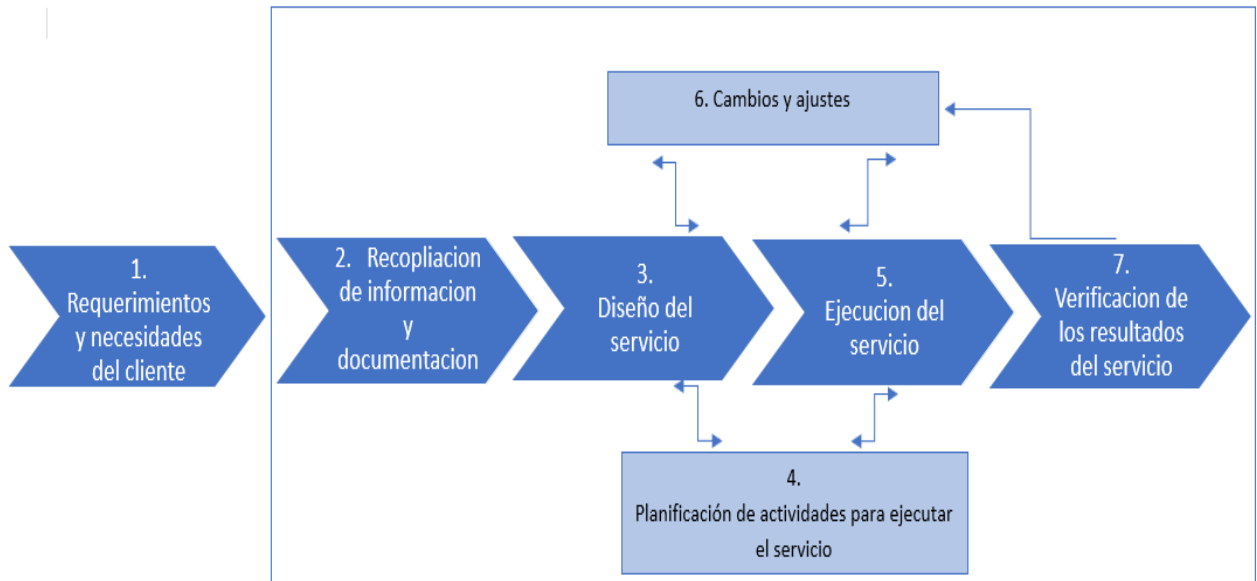 1.
Requerimientos
y necesidades
del cliente
2. Recopliacion
de informacion
y
documentacion
3.
Diseño del
servicio
4.
Planificación de actividades para ejecutar
el servicio
5.
Ejecucion del
servicio
6. Cambios y ajustes
7.
Verificacion de
los resultados
del servicio